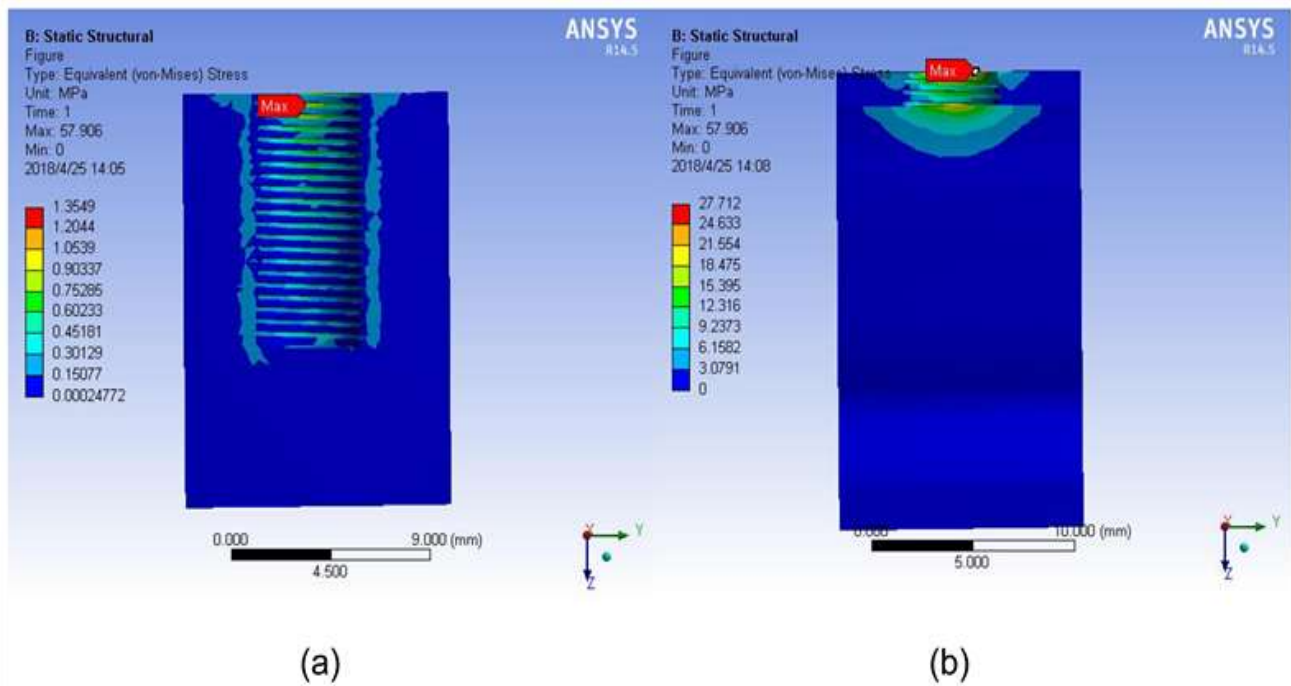 B: Static Structural
Figure
Type: Equivalent (von-Mises) Stress
Unit: MPa
Time: 1
Max: 57.906
Min: 0
2018/4/25 14:05
ANSYS
R14.5
Max
1.3549
1.2044
1.0539
0.90337
0.75285
0.60233
0.45181
0.30129
0.15077
0.00024772
0.000
9.000 (mm)
4.500
X
Y
Z
(a)
B: Static Structural
Figure
Type: Equivalent (von-Mises) Stress
Unit: MPa
Time: 1
Max: 57.906
Min: 0
2018/4/25 14:08
ANSYS
R14.5
Max
27.712
24.633
21.554
18.475
15.395
12.316
9.2373
6.1582
3.0791
0
0.000
10.000 (mm)
5.000
X
Y
Z
(b)